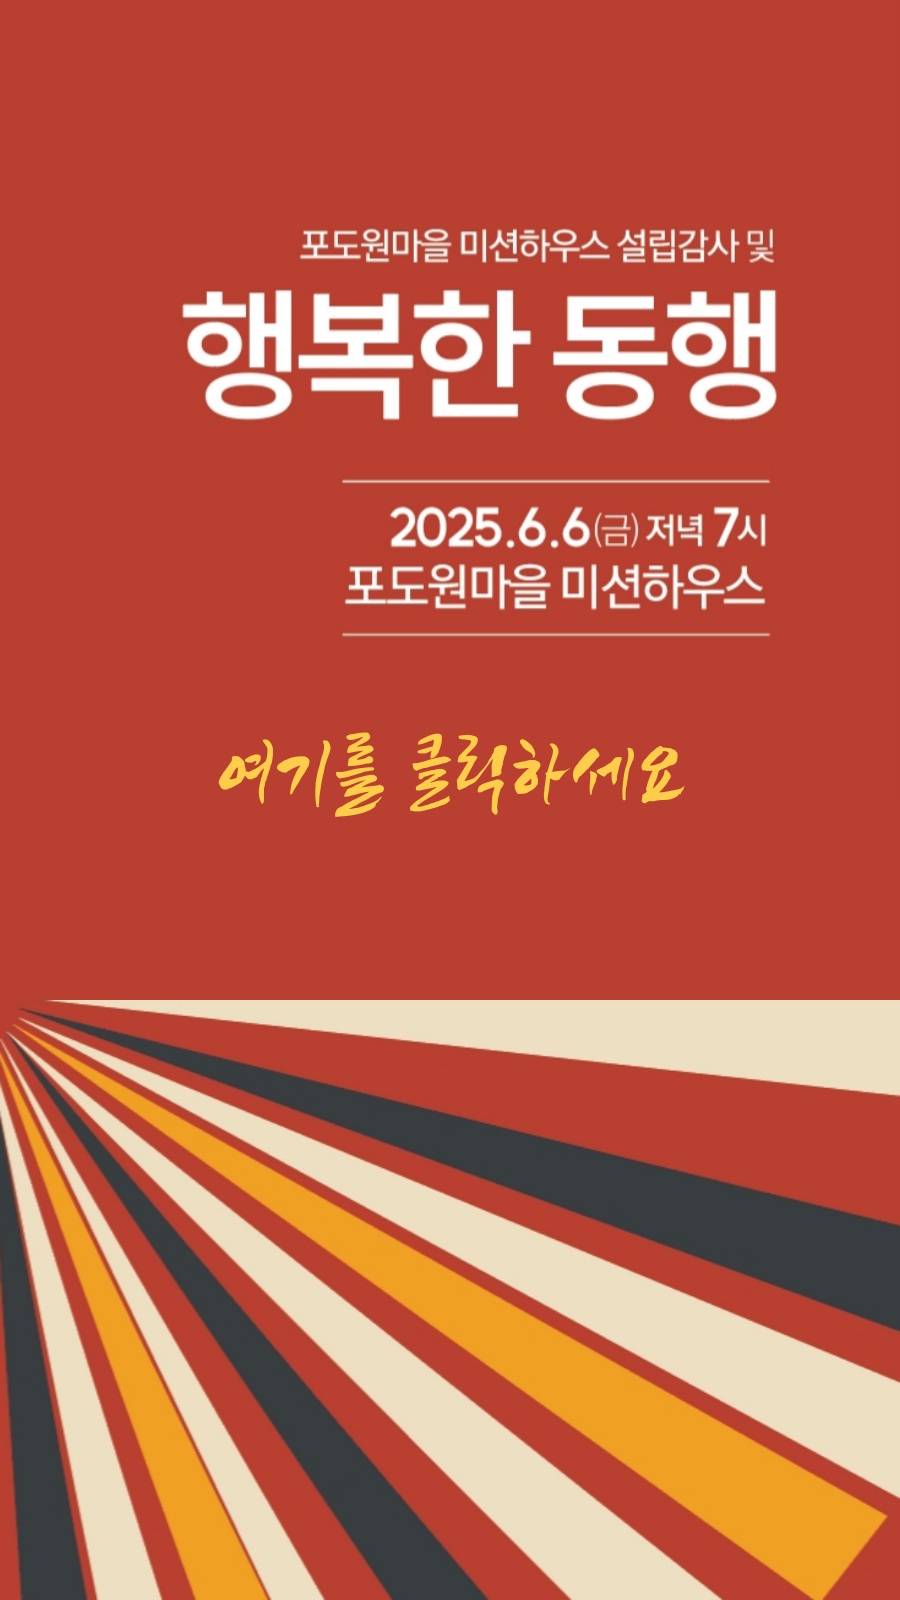 포도원마을 미션하우스 설립감사 및
행복한 동행
2025.6.6(금) 저녁 7시
포도원마을 미션하우스
여기를 클릭하세요